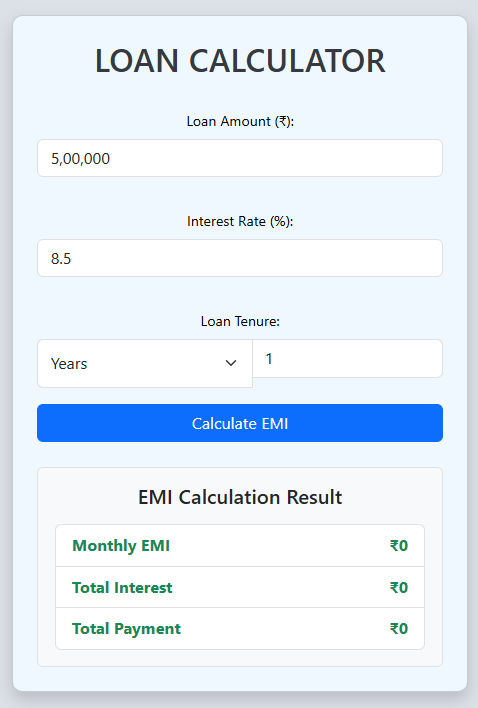 LOAN CALCULATOR
Loan Amount (₹):
5,00,000
Interest Rate (%):
8.5
Loan Tenure:
Years 1
Calculate EMI
EMI Calculation Result
Monthly EMI ₹0
Total Interest ₹0
Total Payment ₹0